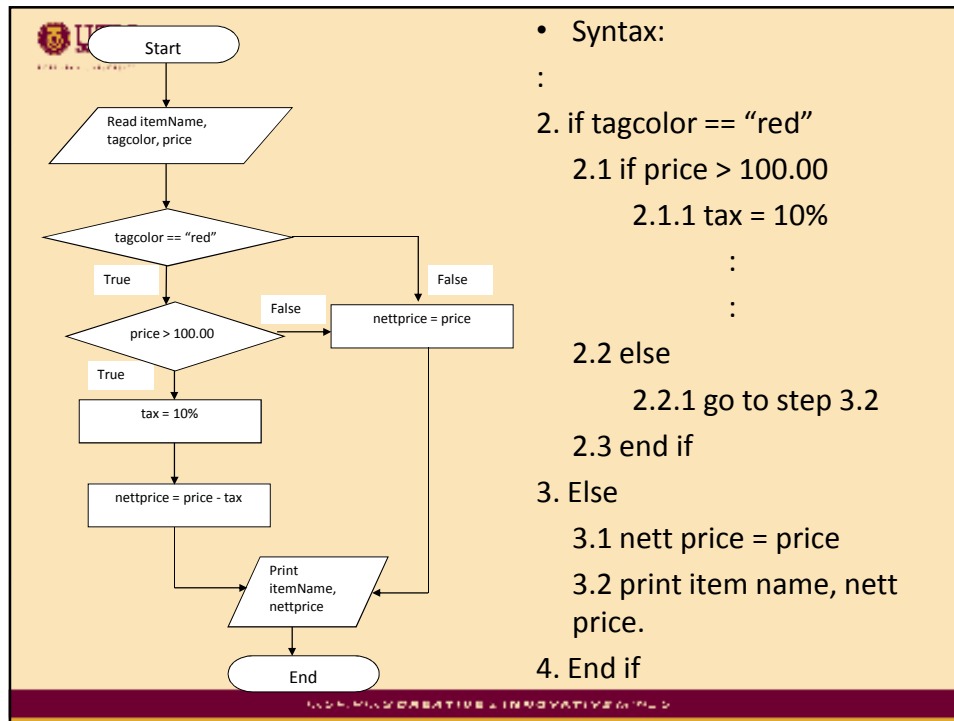 Start
Read itemName,
tagcolor, price
tagcolor == “red”
True
False
False
price > 100.00
nettprice = price
True
tax = 10%
nettprice = price - tax
Print
itemName,
nettprice
End
• Syntax:
:
2. if tagcolor == “red”
2.1 if price > 100.00
2.1.1 tax = 10%
:
:
2.2 else
2.2.1 go to step 3.2
2.3 end if
3. Else
3.1 nett price = price
3.2 print item name, nett
price.
4. End if